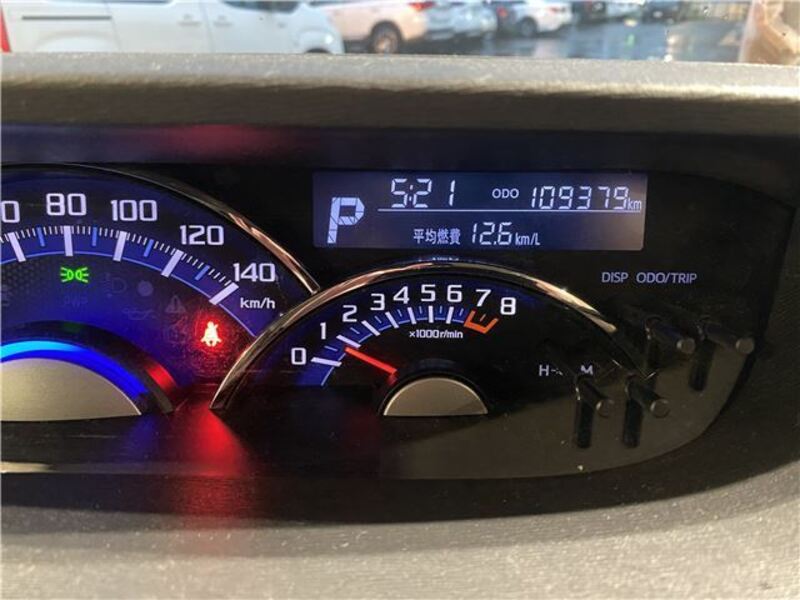 5:21 ODO 109379km
P
平均燃費 12.6km/L
80 100 120 140
km/h
0 1 2 3 4 5 6 7 8
×1000r/min
DISP ODO/TRIP
H M